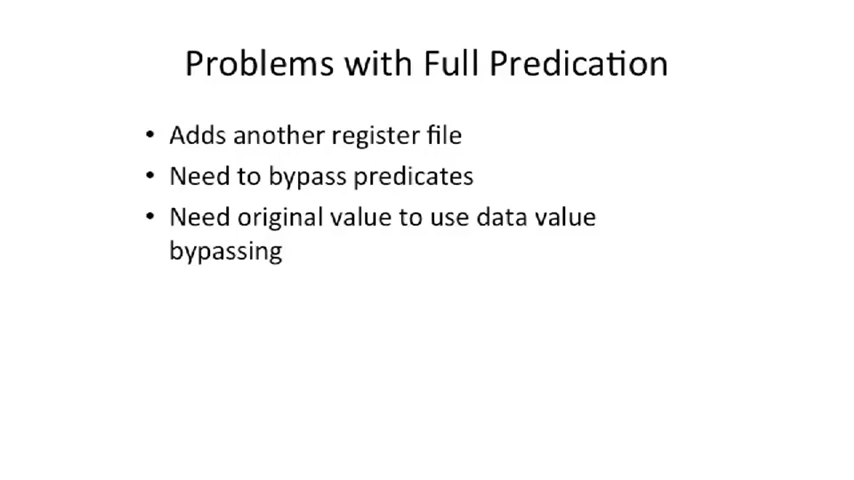 Problems with Full Predication
• Adds another register file
• Need to bypass predicates
• Need original value to use data value
bypassing